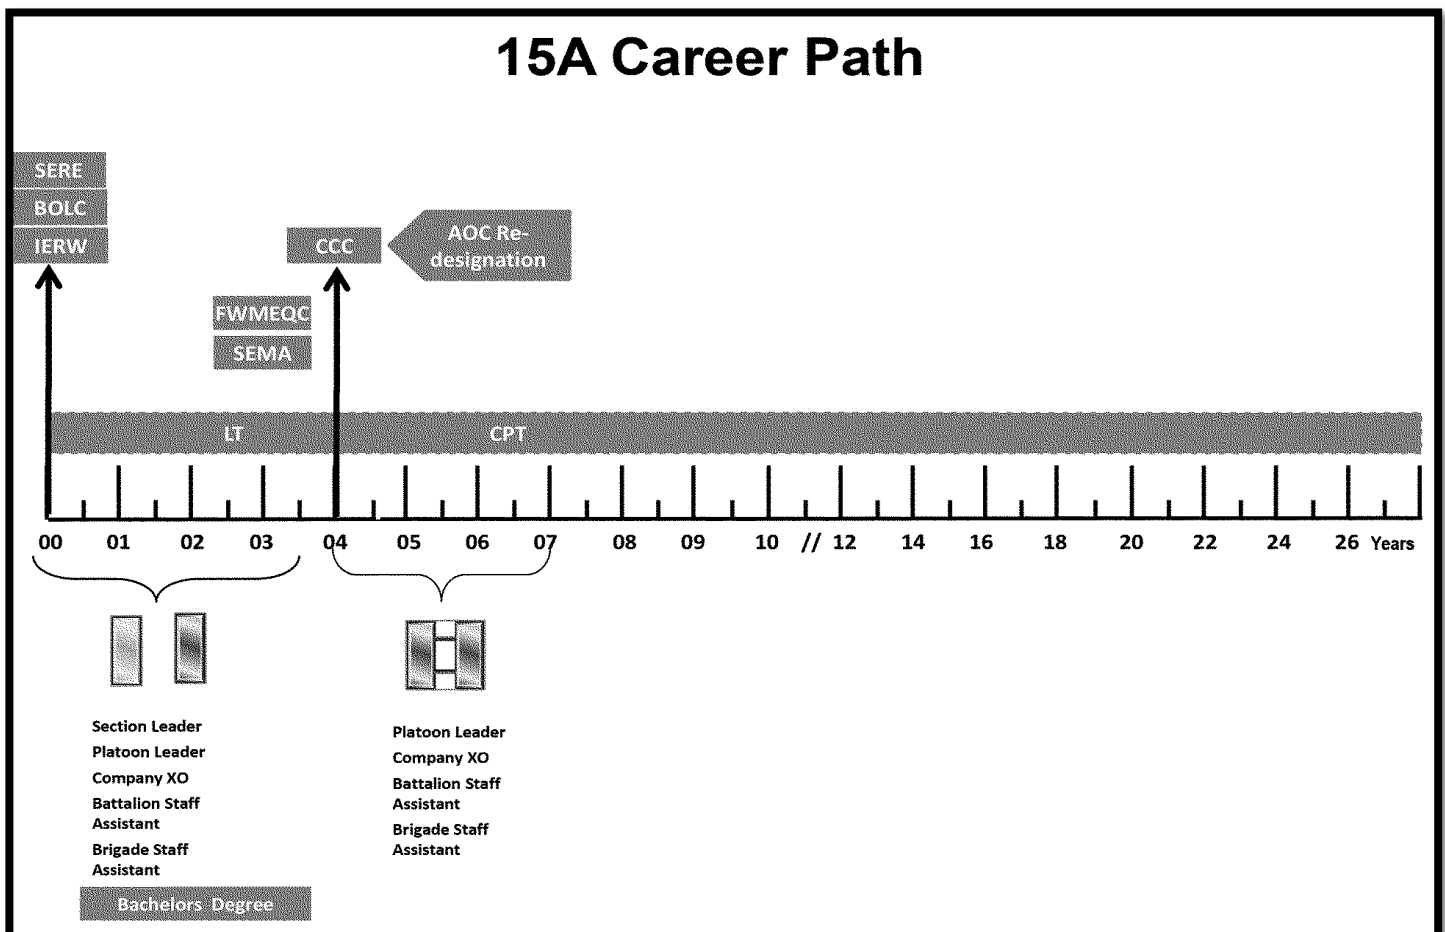 15A Career Path
SERE
BOLC
IERW
CCC
AOC Re-
designation
FWMEQC
SEMA
LT CPT
00 01 02 03 04 05 06 07 08 09 10 // 12 14 16 18 20 22 24 26 Years
Section Leader
Platoon Leader
Company XO
Battalion Staff
Assistant
Brigade Staff
Assistant
Bachelors Degree
Platoon Leader
Company XO
Battalion Staff
Assistant
Brigade Staff
Assistant